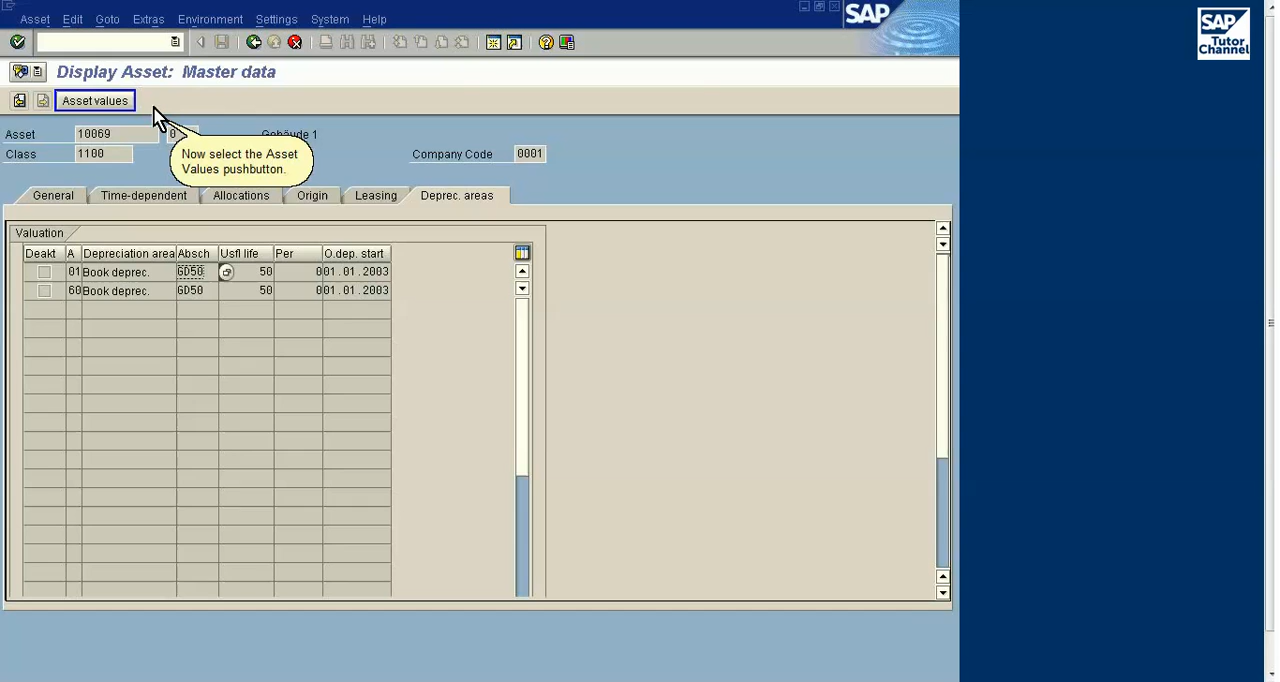 Asset Edit Goto Extras Environment Settings System Help
SAP
SAP
Tutor
Channel
Display Asset: Master data
Asset values
Asset 10069 0 Gebäude 1
Now select the Asset
Values pushbutton.
Class 1100 Company Code 0001
General Time-dependent Allocations Origin Leasing Deprec. areas
Valuation
Deakt A Depreciation area Absch Usfl life Per O.dep. start
01 Book deprec. GD50 50 0 01.01.2003
60 Book deprec. GD50 50 0 01.01.2003